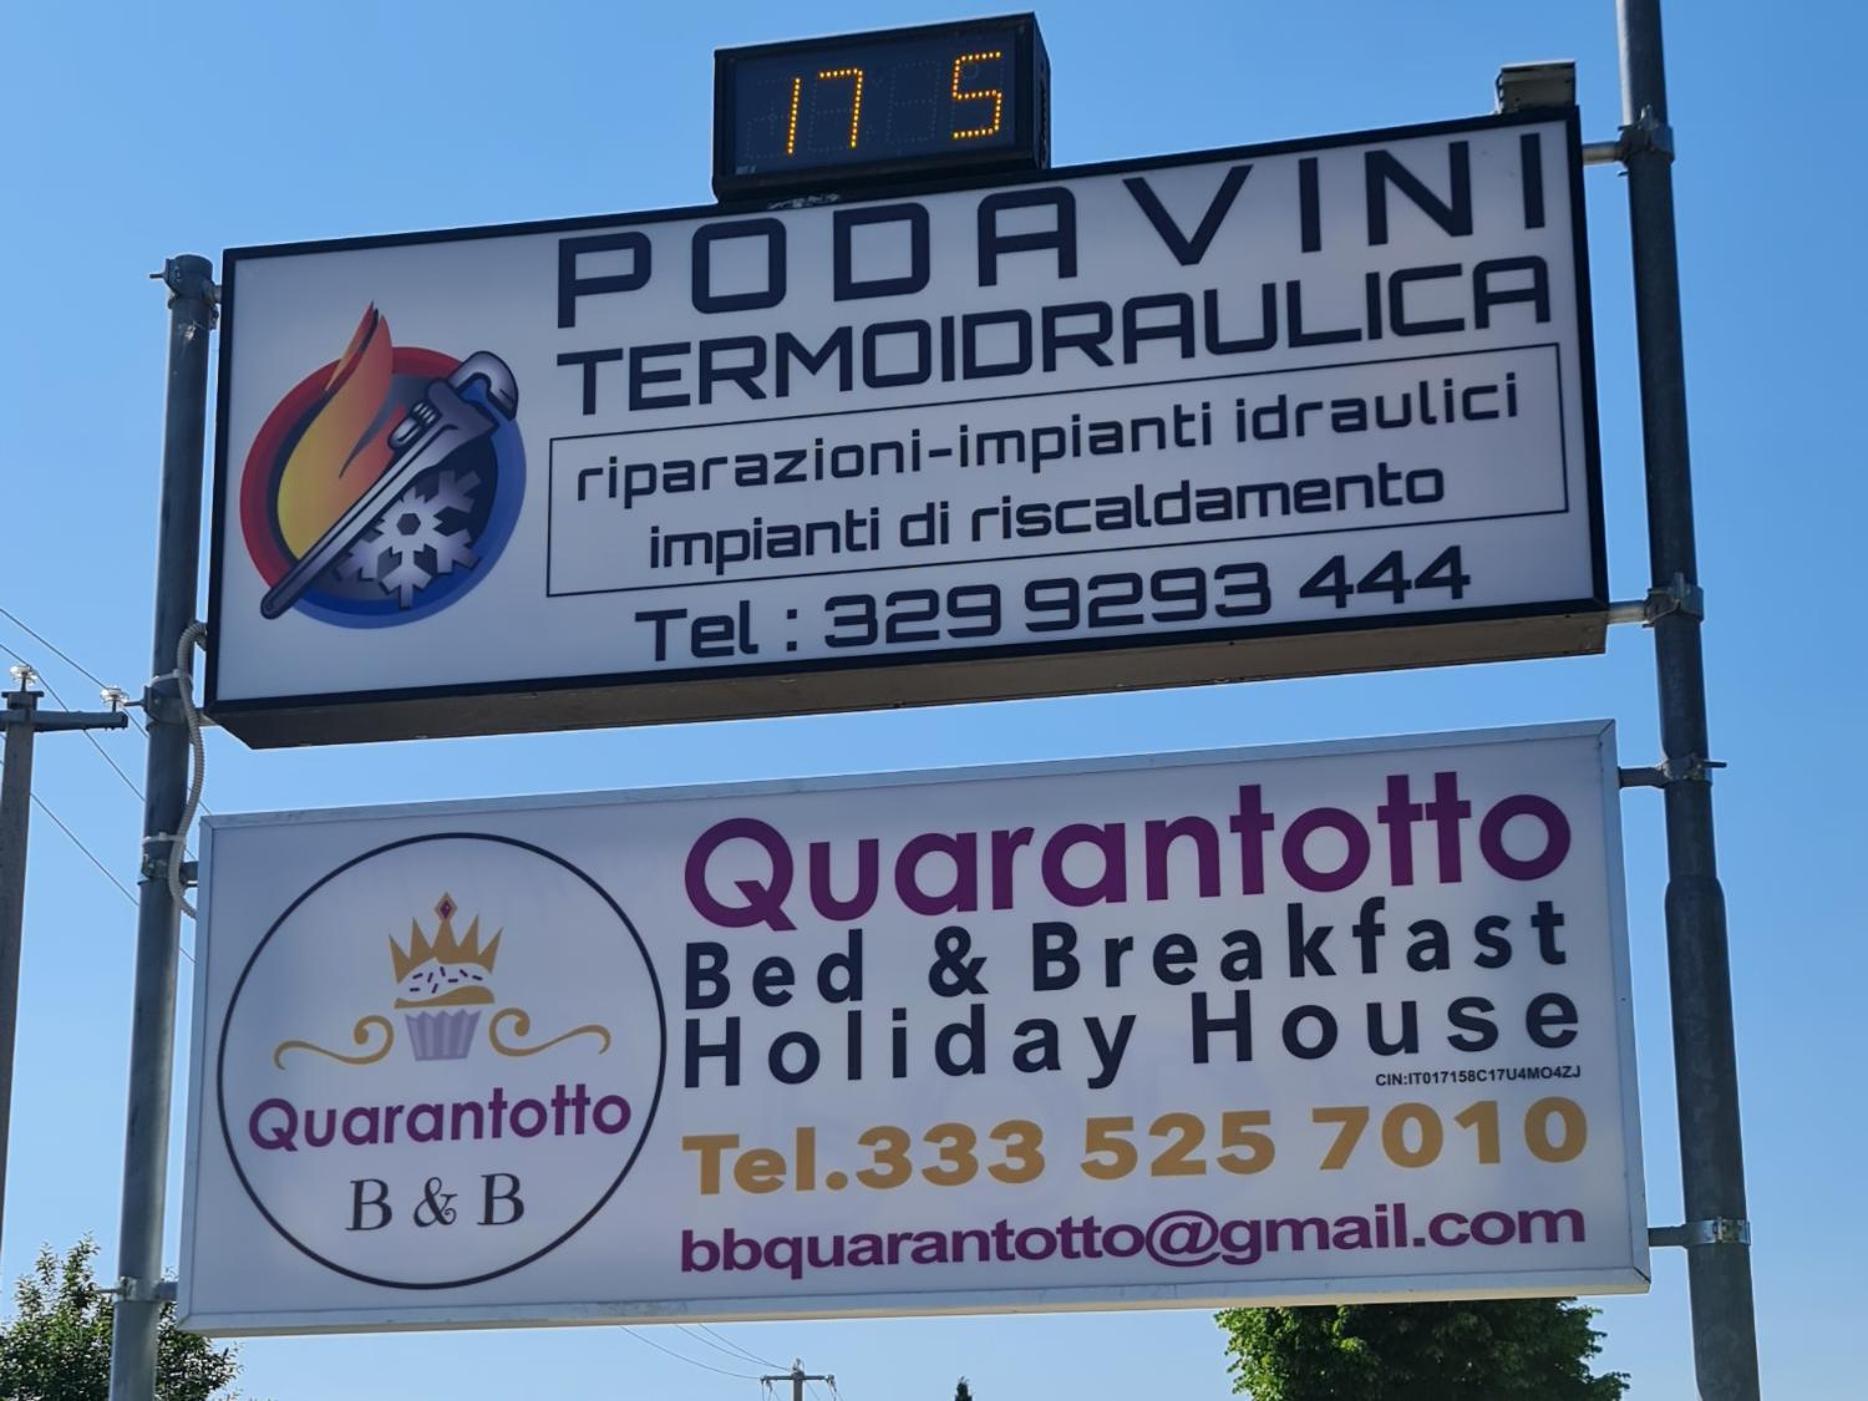 17 5
PODAVINI
TERMOIDRAULICA
riparazioni-impianti idraulici
impianti di riscaldamento
Tel : 329 9293 444
Quarantotto
B & B
Quarantotto
Bed & Breakfast
Holiday House
CIN:IT017158C17U4MO4ZJ
Tel.333 525 7010
bbquarantotto@gmail.com